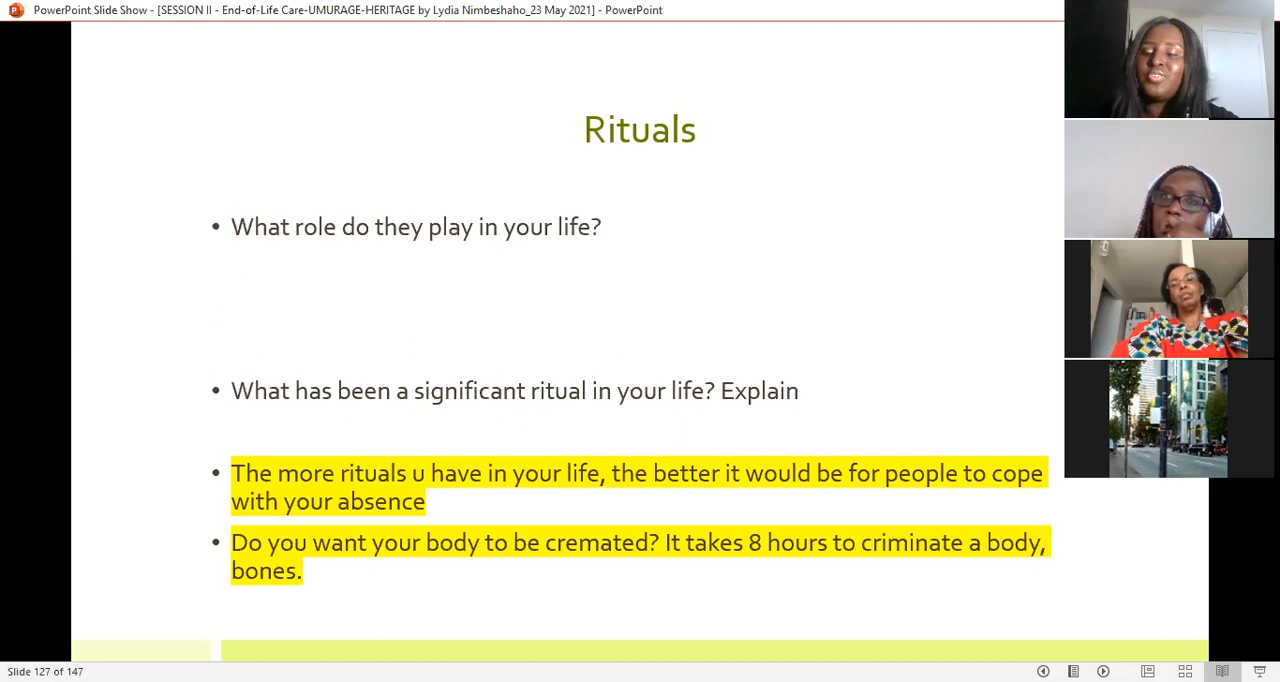 PowerPoint Slide Show - [SESSION II - End-of-Life Care-UMURAGE-HERITAGE by Lydia Nimbeshaho_23 May 2021] - PowerPoint
Rituals
• What role do they play in your life?
• What has been a significant ritual in your life? Explain
• The more rituals u have in your life, the better it would be for people to cope
with your absence
• Do you want your body to be cremated? It takes 8 hours to criminate a body,
bones.
Slide 127 of 147